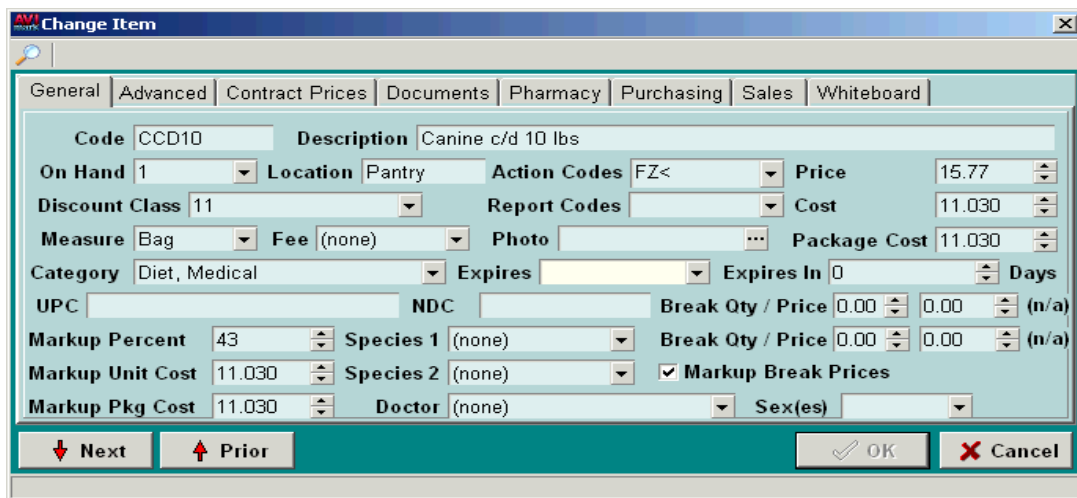 AVImark Change Item
General Advanced Contract Prices Documents Pharmacy Purchasing Sales Whiteboard
Code CCD10 Description Canine c/d 10 lbs
On Hand 1 Location Pantry Action Codes FZ< Price 15.77
Discount Class 11 Report Codes Cost 11.030
Measure Bag Fee (none) Photo ... Package Cost 11.030
Category Diet, Medical Expires Expires In 0 Days
UPC NDC Break Qty / Price 0.00 0.00 (n/a)
Markup Percent 43 Species 1 (none) Break Qty / Price 0.00 0.00 (n/a)
Markup Unit Cost 11.030 Species 2 (none) Markup Break Prices
Markup Pkg Cost 11.030 Doctor (none) Sex(es)
Next Prior OK Cancel